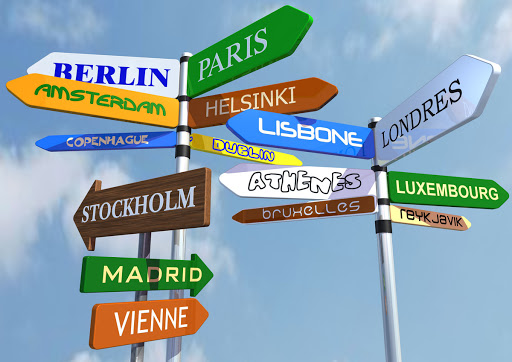 PARIS
BERLIN
AMSTERDAM
HELSINKI
COPENHAGUE
DUBLIN
STOCKHOLM
MADRID
VIENNE
LONDRES
LISBONE
ATHENES
LUXEMBOURG
BRUXELLES
REYKJAVIK